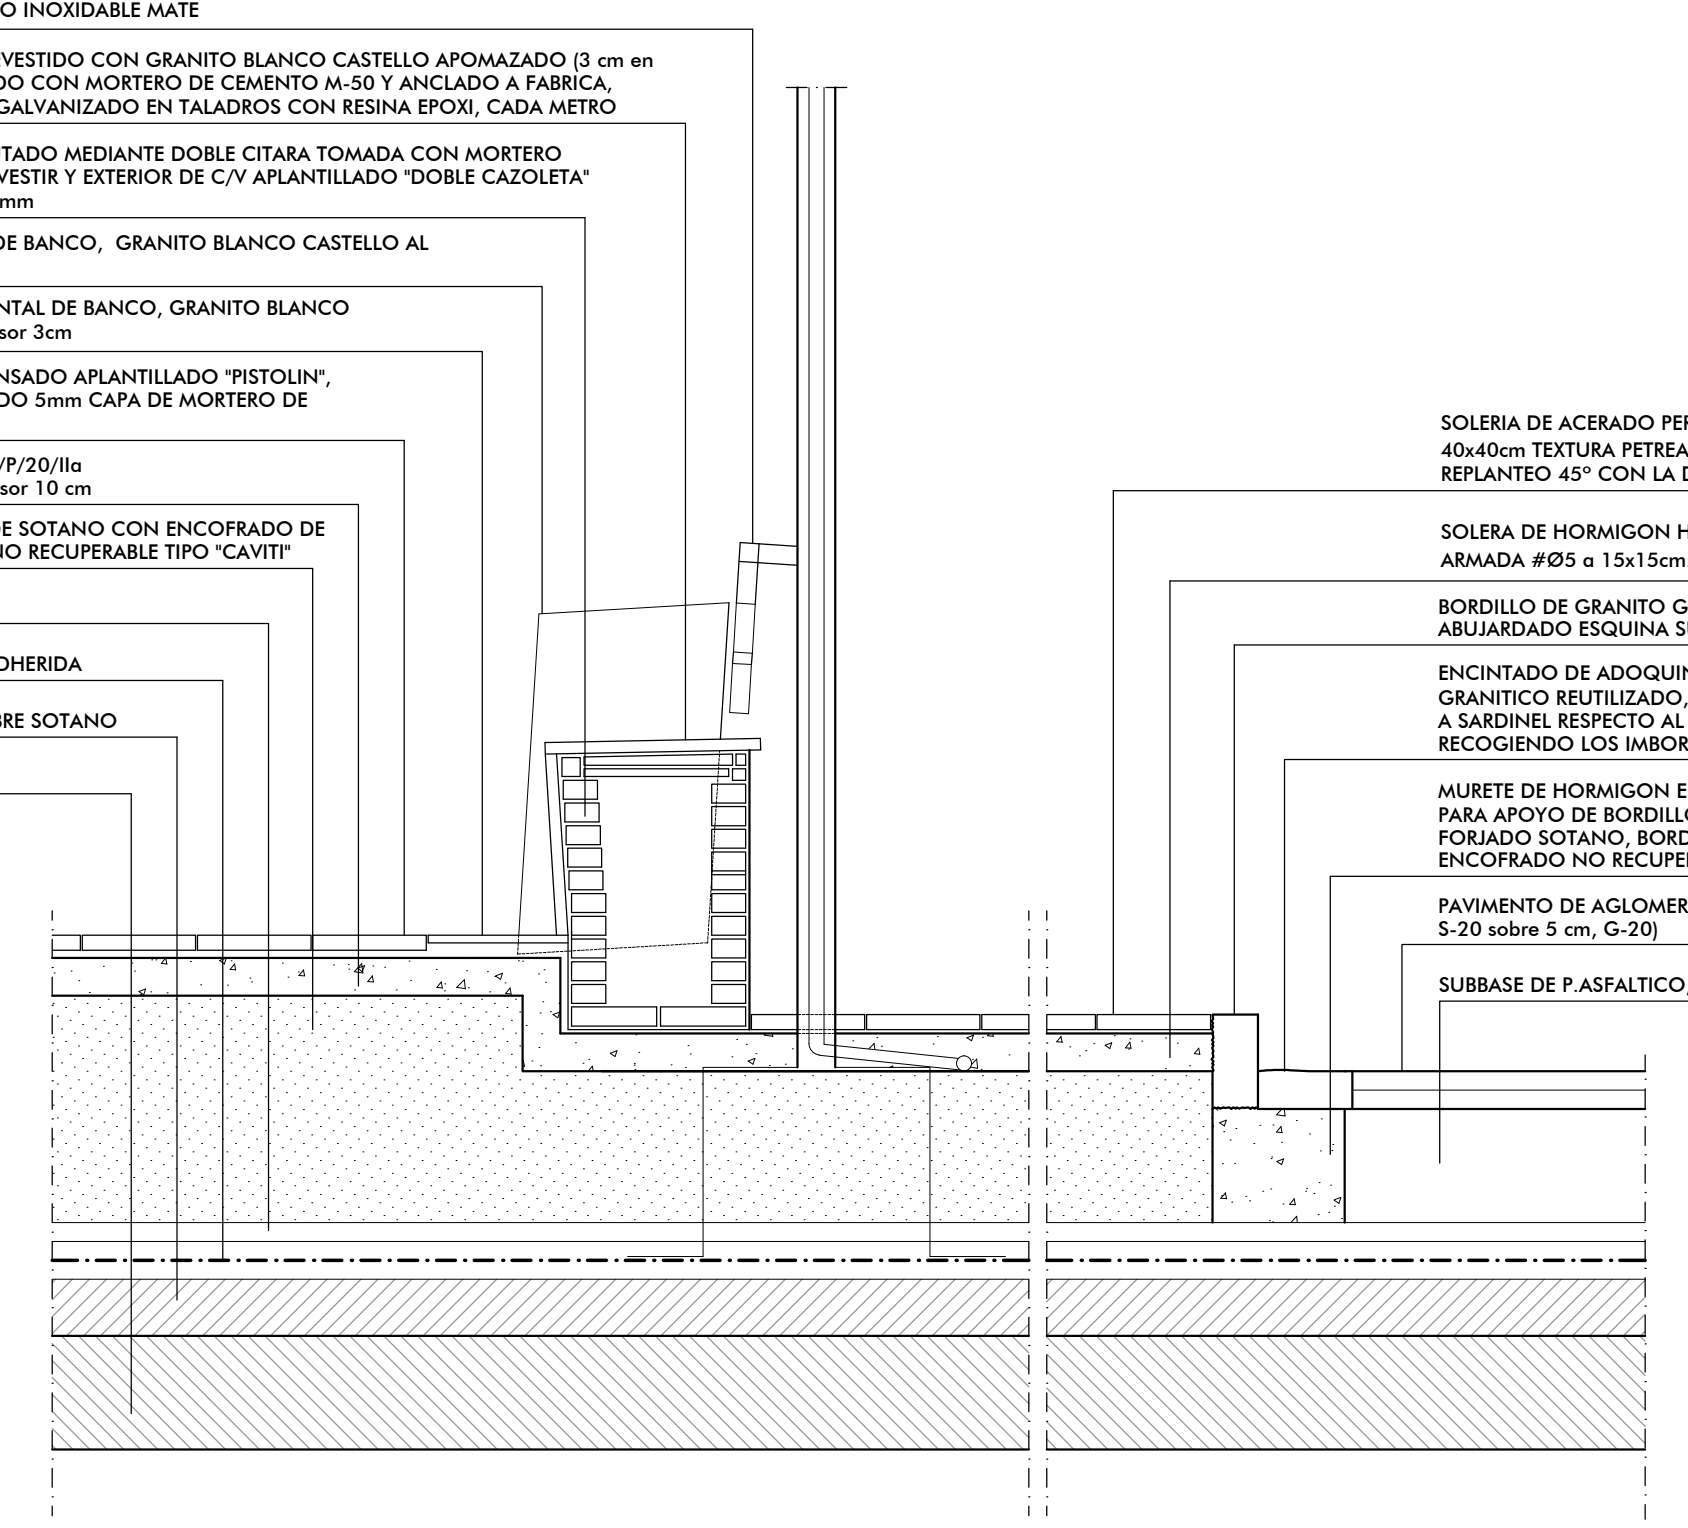 O INOXIDABLE MATE
VESTIDO CON GRANITO BLANCO CASTELLO APOMAZADO (3 cm en
DO CON MORTERO DE CEMENTO M-50 Y ANCLADO A FABRICA,
GALVANIZADO EN TALADROS CON RESINA EPOXI, CADA METRO
TADO MEDIANTE DOBLE CITARA TOMADA CON MORTERO
VESTIR Y EXTERIOR DE C/V APLANTILLADO "DOBLE CAZOLETA"
mm
DE BANCO, GRANITO BLANCO CASTELLO AL
NTAL DE BANCO, GRANITO BLANCO
sor 3cm
NSADO APLANTILLADO "PISTOLIN",
DO 5mm CAPA DE MORTERO DE
/P/20/IIa
sor 10 cm
DE SOTANO CON ENCOFRADO DE
NO RECUPERABLE TIPO "CAVITI"
DHERIDA
BRE SOTANO
SOLERIA DE ACERADO PER
40x40cm TEXTURA PETREA
REPLANTEO 45º CON LA D
SOLERA DE HORMIGON H
ARMADA #Ø5 a 15x15cm
BORDILLO DE GRANITO G
ABUJARDADO ESQUINA SU
ENCINTADO DE ADOQUIN
GRANITICO REUTILIZADO,
A SARDINEL RESPECTO AL
RECOGIENDO LOS IMBOR
MURETE DE HORMIGON E
PARA APOYO DE BORDILLO
FORJADO SOTANO, BORD
ENCOFRADO NO RECUPE
PAVIMENTO DE AGLOMER
S-20 sobre 5 cm, G-20)
SUBBASE DE P.ASFALTICO,